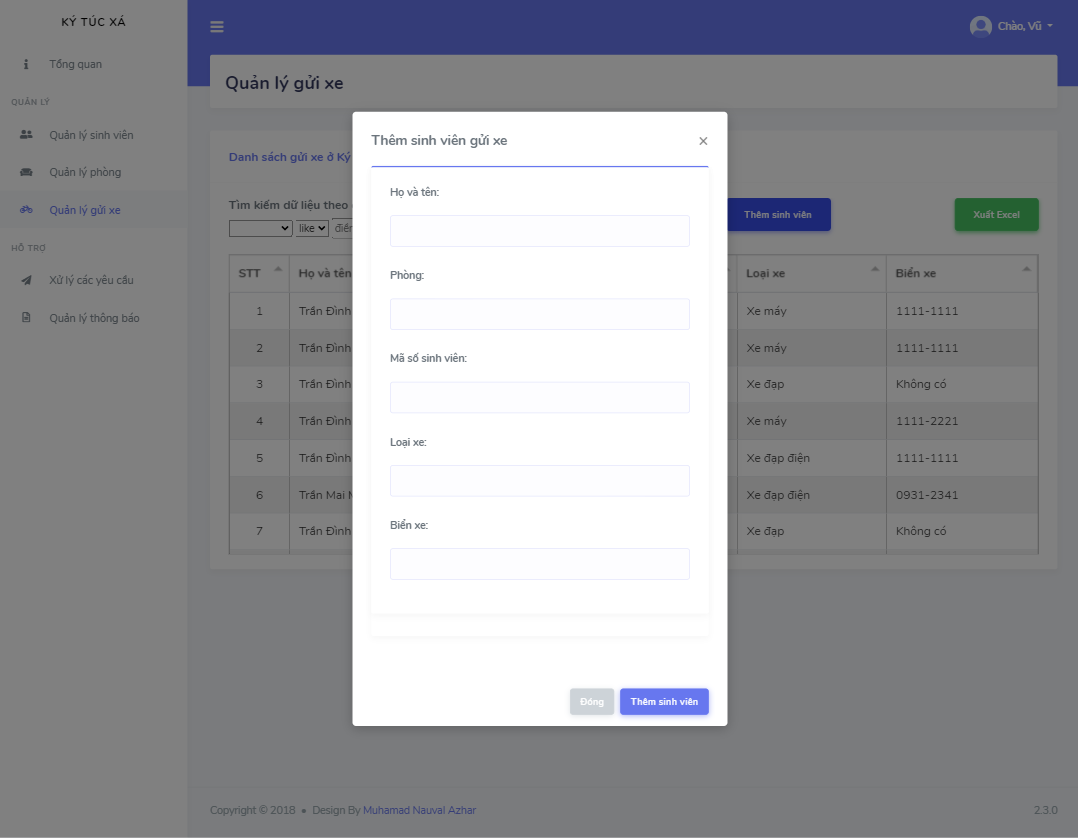 KÝ TÚC XÁ
Chào, Vũ
Tổng quan
QUẢN LÝ
Quản lý sinh viên
Quản lý phòng
Quản lý gửi xe
HỖ TRỢ
Xử lý các yêu cầu
Quản lý thông báo
Quản lý gửi xe
Danh sách gửi xe ở Ký
Tìm kiếm dữ liệu theo
like
Thêm sinh viên
Xuất Excel
STT Họ và tên Loại xe Biển xe
1 Trần Đình Xe máy 1111-1111
2 Trần Đình Xe máy 1111-1111
3 Trần Đình Xe đạp Không có
4 Trần Đình Xe máy 1111-2221
5 Trần Đình Xe đạp điện 1111-1111
6 Trần Mai Xe đạp điện 0931-2341
7 Trần Đình Xe đạp Không có
Thêm sinh viên gửi xe ×
Họ và tên:
Phòng:
Mã số sinh viên:
Loại xe:
Biển xe:
Đóng Thêm sinh viên
Copyright © 2018 • Design By Muhamad Nauval Azhar 2.3.0